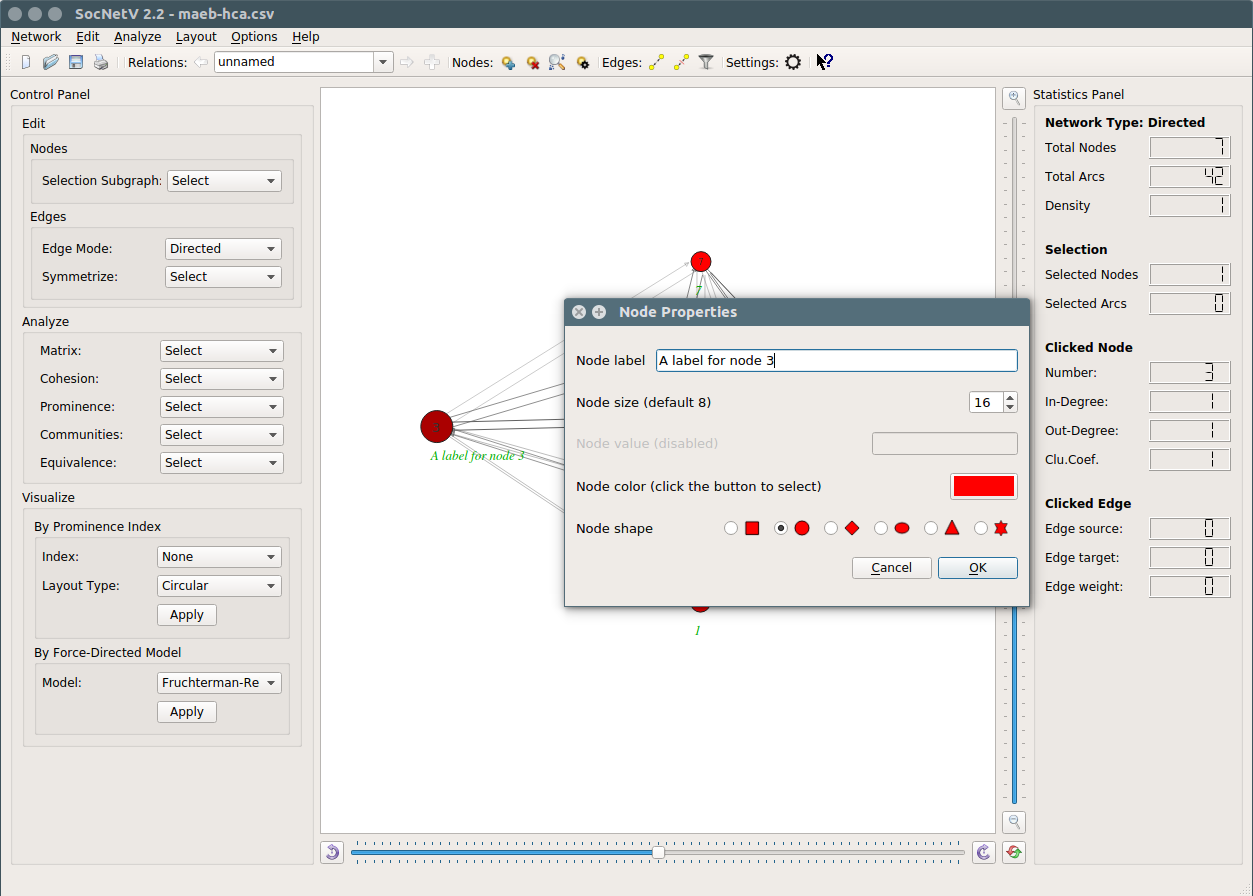 SocNetV 2.2 - maeb-hca.csv
Network Edit Analyze Layout Options Help
Relations: unnamed Nodes: Edges: Settings:
Control Panel
Edit
Nodes
Selection Subgraph: Select
Edges
Edge Mode: Directed
Symmetrize: Select
Analyze
Matrix: Select
Cohesion: Select
Prominence: Select
Communities: Select
Equivalence: Select
Visualize
By Prominence Index
Index: None
Layout Type: Circular
Apply
By Force-Directed Model
Model: Fruchterman-Re
Apply
7
A label for node 3
1
Node Properties
Node label A label for node 3
Node size (default 8) 16
Node value (disabled)
Node color (click the button to select)
Node shape
Cancel OK
Statistics Panel
Network Type: Directed
Total Nodes 7
Total Arcs 42
Density 1
Selection
Selected Nodes 1
Selected Arcs 0
Clicked Node
Number: 3
In-Degree: 1
Out-Degree: 1
Clu.Coef. 1
Clicked Edge
Edge source: 0
Edge target: 0
Edge weight: 0